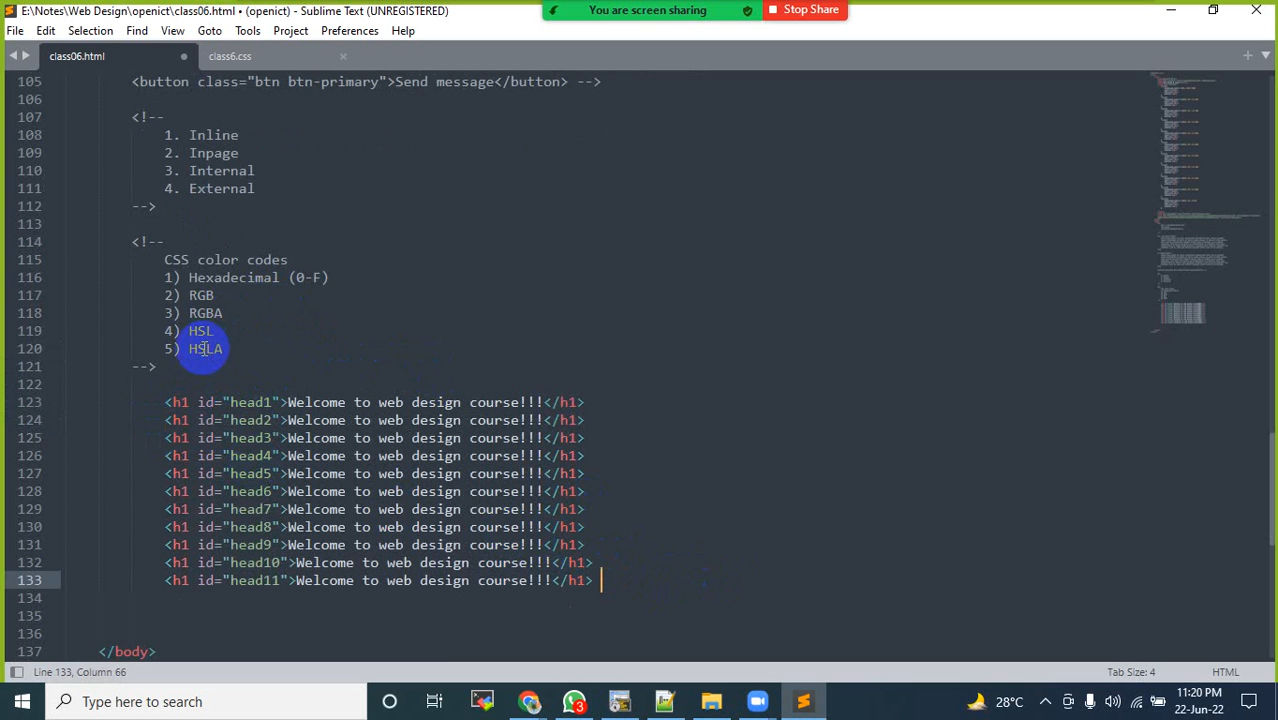 E:\Notes\Web Design\openict\class06.html • (openict) - Sublime Text (UNREGISTERED)
You are screen sharing
Stop Share
File Edit Selection Find View Goto Tools Project Preferences Help
class06.html
class6.css
105 <button class="btn btn-primary">Send message</button> -->
106
107 <!--
108 1. Inline
109 2. Inpage
110 3. Internal
111 4. External
112 -->
113
114 <!--
115 CSS color codes
116 1) Hexadecimal (0-F)
117 2) RGB
118 3) RGBA
119 4) HSL
120 5) HSLA
121 -->
122
123 <h1 id="head1">Welcome to web design course!!!</h1>
124 <h1 id="head2">Welcome to web design course!!!</h1>
125 <h1 id="head3">Welcome to web design course!!!</h1>
126 <h1 id="head4">Welcome to web design course!!!</h1>
127 <h1 id="head5">Welcome to web design course!!!</h1>
128 <h1 id="head6">Welcome to web design course!!!</h1>
129 <h1 id="head7">Welcome to web design course!!!</h1>
130 <h1 id="head8">Welcome to web design course!!!</h1>
131 <h1 id="head9">Welcome to web design course!!!</h1>
132 <h1 id="head10">Welcome to web design course!!!</h1>
133 <h1 id="head11">Welcome to web design course!!!</h1>
134
135
136
137 </body>
Line 133, Column 66
Tab Size: 4 HTML
Type here to search
3
28°C
11:20 PM
22-Jun-22